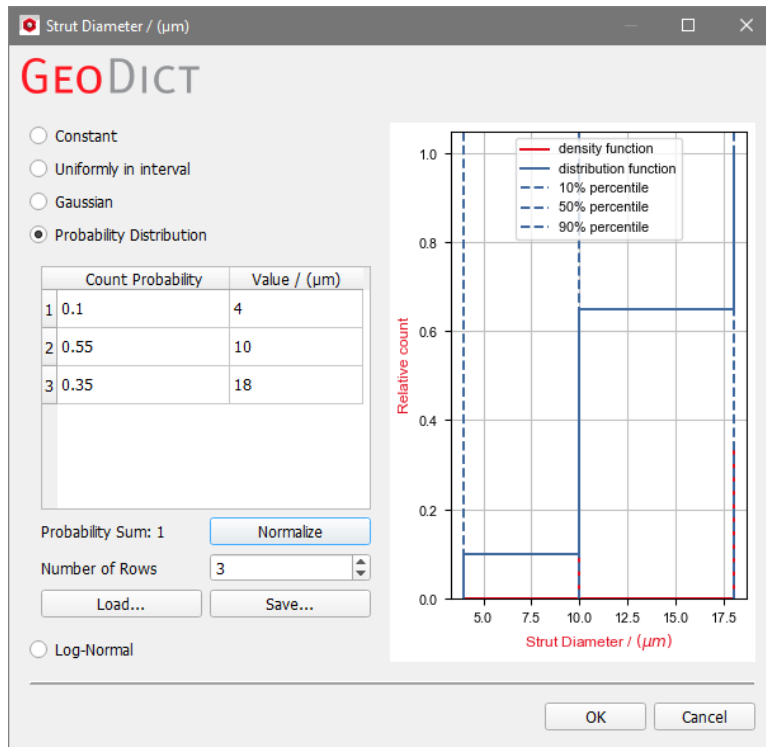 Strut Diameter / (µm)
GEODICT
Constant
Uniformly in interval
Gaussian
Probability Distribution
Count Probability Value / (µm)
1 0.1 4
2 0.55 10
3 0.35 18
Probability Sum: 1 Normalize
Number of Rows 3
Load... Save...
Log-Normal
density function
distribution function
10% percentile
50% percentile
90% percentile
Relative count
1.0
0.8
0.6
0.4
0.2
0.0
5.0 7.5 10.0 12.5 15.0 17.5
Strut Diameter / (µm)
OK Cancel